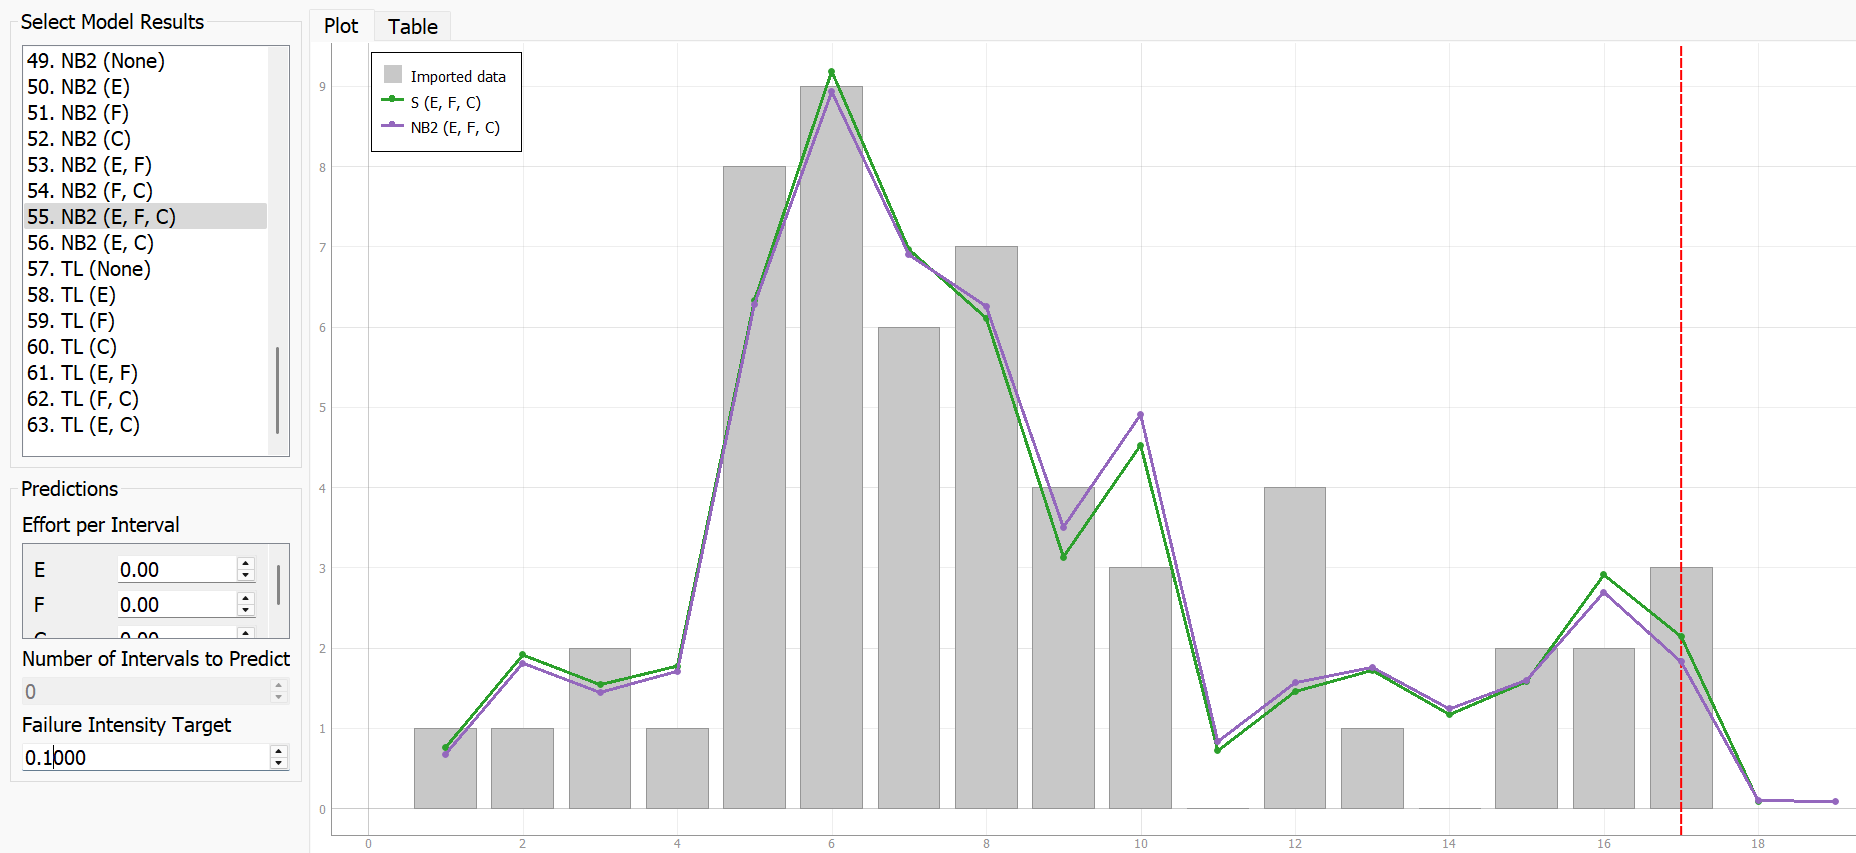 Select Model Results
49. NB2 (None)
50. NB2 (E)
51. NB2 (F)
52. NB2 (C)
53. NB2 (E, F)
54. NB2 (F, C)
55. NB2 (E, F, C)
56. NB2 (E, C)
57. TL (None)
58. TL (E)
59. TL (F)
60. TL (C)
61. TL (E, F)
62. TL (F, C)
63. TL (E, C)
Predictions
Effort per Interval
E 0.00
F 0.00
C 0.00
Number of Intervals to Predict
0
Failure Intensity Target
0.1000
Plot Table
Imported data
S (E, F, C)
NB2 (E, F, C)
9
8
7
6
5
4
3
2
1
0
0 2 4 6 8 10 12 14 16 18